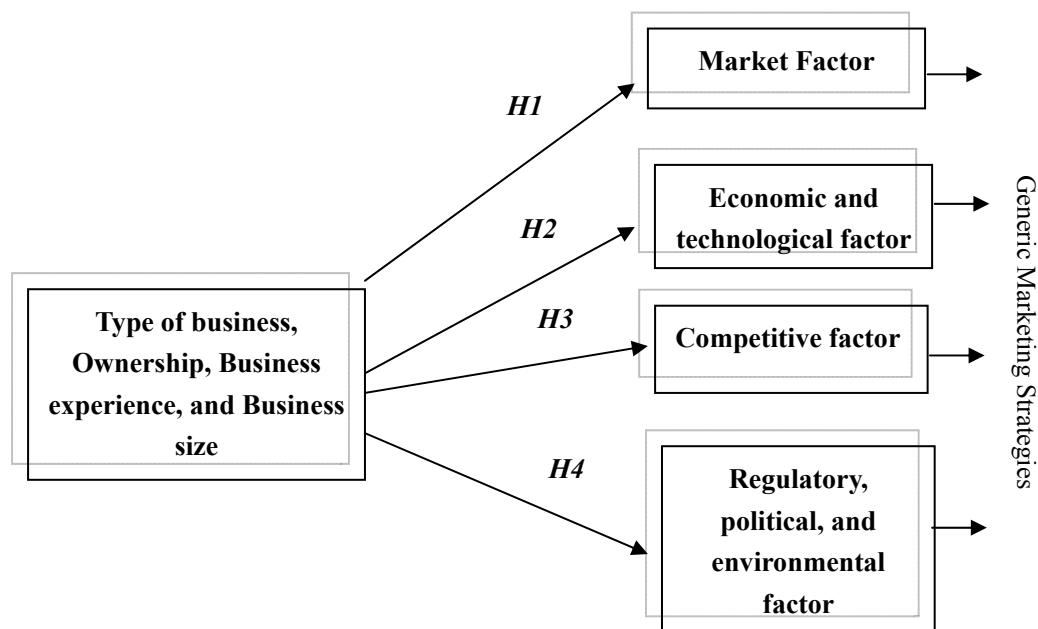 Market Factor
H1
Economic and
technological factor
H2
Type of business,
Ownership, Business
experience, and Business
size
H3
Competitive factor
H4
Regulatory,
political, and
environmental
factor
Generic Marketing Strategies